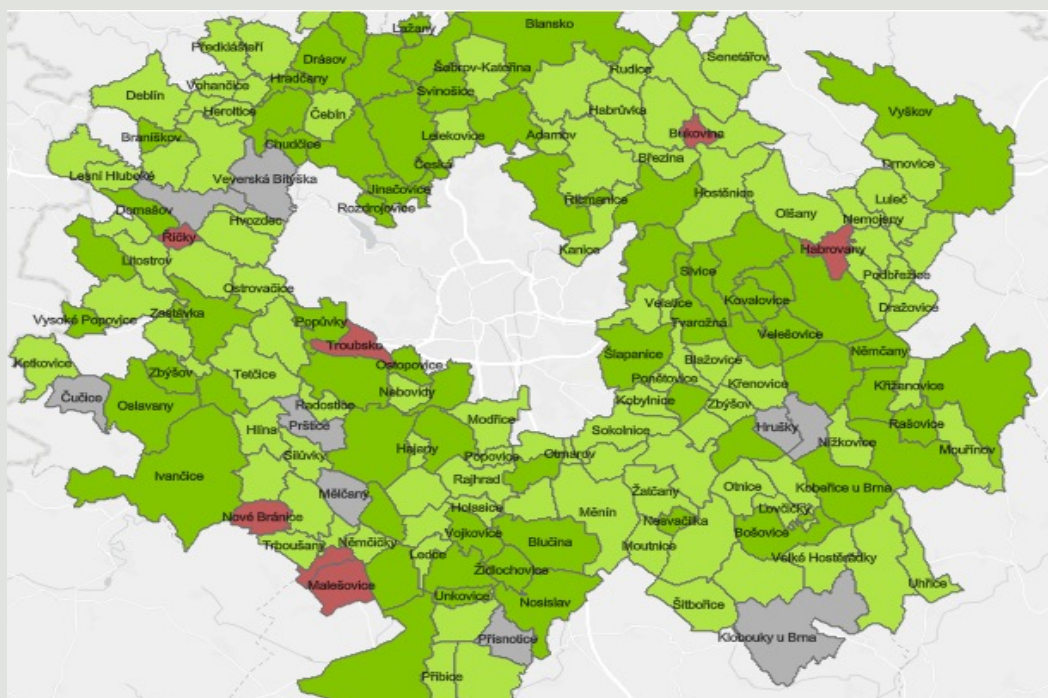 Blansko
Lažany
Předklášteří
Drásov
Senetářov
Šebrov-Kateřina
Rudice
Hradčany
Vohančice
Svinošice
Deblín
Heroltice
Čebín
Habrůvka
Vyškov
Braníškov
Lelekovice
Adamov
Bukovina
Chudčice
Březina
Drnovice
Česká
Lesní Hluboké
Veverská Bítýška
Jinačovice
Hostěnice
Luleč
Řícmanice
Domašov
Rozdrojovice
Olšany
Nemojany
Hvozdec
Říčky
Kanice
Habrovany
Litostrov
Sivice
Podbřežice
Ostrovačice
Velatice
Kovalovice
Dražovice
Zastávka
Vysoké Popovice
Popůvky
Tvarožná
Velešovice
Troubsko
Šlapanice
Němčany
Ketkovice
Ostopovice
Blažovice
Zbýšov
Tetčice
Ponětovice
Křenovice
Křižanovice
Nebovidy
Čučice
Oslavany
Radostice
Kobylnice
Zbýšov
Modřice
Rašovice
Prštice
Hlína
Sokolnice
Hrušky
Nížkovice
Hajany
Mouřínov
Silůvky
Popovice
Otmarov
Ivančice
Rajhrad
Mělčany
Žatčany
Otnice
Kobeřice u Brna
Holasice
Měnín
Lovčičky
Nové Bránice
Nesvačilka
Vojkovice
Bošovice
Trboušany
Němčičky
Blučina
Moutnice
Ledce
Velké Hostěrádky
Židlochovice
Malešovice
Uhřice
Unkovice
Nosislav
Šitbořice
Přísnotice
Klobouky u Brna
Přibice